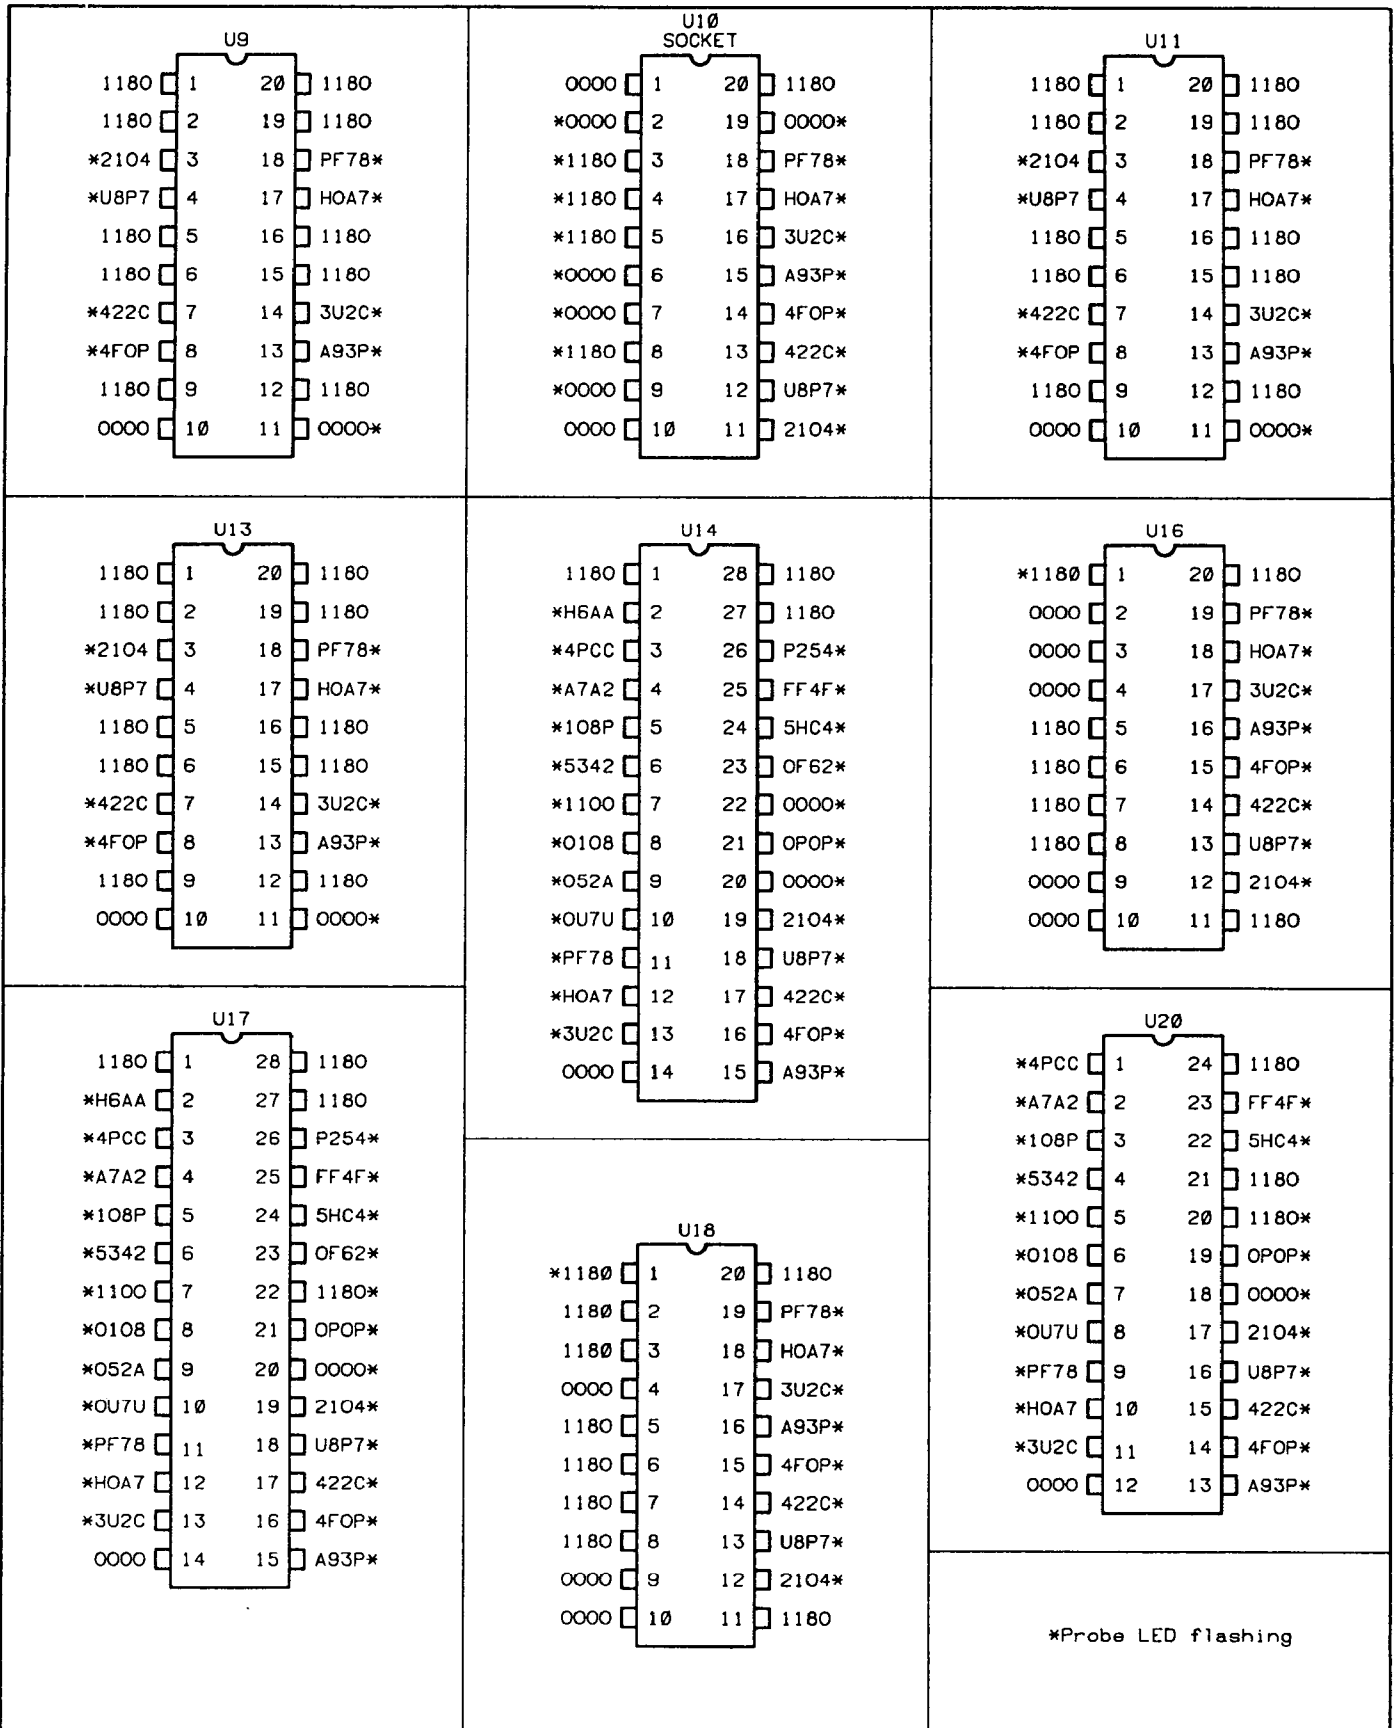 U9
1180 1 20 1180
1180 2 19 1180
*2104 3 18 PF78*
*U8P7 4 17 HOA7*
1180 5 16 1180
1180 6 15 1180
*422C 7 14 3U2C*
*4FOP 8 13 A93P*
1180 9 12 1180
0000 10 11 0000*
U10
SOCKET
0000 1 20 1180
*0000 2 19 0000*
*1180 3 18 PF78*
*1180 4 17 HOA7*
*1180 5 16 3U2C*
*0000 6 15 A93P*
*0000 7 14 4FOP*
*1180 8 13 422C*
*0000 9 12 U8P7*
0000 10 11 2104*
U11
1180 1 20 1180
1180 2 19 1180
*2104 3 18 PF78*
*U8P7 4 17 HOA7*
1180 5 16 1180
1180 6 15 1180
*422C 7 14 3U2C*
*4FOP 8 13 A93P*
1180 9 12 1180
0000 10 11 0000*
U13
1180 1 20 1180
1180 2 19 1180
*2104 3 18 PF78*
*U8P7 4 17 HOA7*
1180 5 16 1180
1180 6 15 1180
*422C 7 14 3U2C*
*4FOP 8 13 A93P*
1180 9 12 1180
0000 10 11 0000*
U14
1180 1 28 1180
*H6AA 2 27 1180
*4PCC 3 26 P254*
*A7A2 4 25 FF4F*
*108P 5 24 5HC4*
*5342 6 23 OF62*
*1100 7 22 0000*
*0108 8 21 OPOP*
*052A 9 20 0000*
*0U7U 10 19 2104*
*PF78 11 18 U8P7*
*HOA7 12 17 422C*
*3U2C 13 16 4FOP*
0000 14 15 A93P*
U16
*1180 1 20 1180
0000 2 19 PF78*
0000 3 18 HOA7*
0000 4 17 3U2C*
1180 5 16 A93P*
1180 6 15 4FOP*
1180 7 14 422C*
1180 8 13 U8P7*
0000 9 12 2104*
0000 10 11 1180
U17
1180 1 28 1180
*H6AA 2 27 1180
*4PCC 3 26 P254*
*A7A2 4 25 FF4F*
*108P 5 24 5HC4*
*5342 6 23 OF62*
*1100 7 22 1180*
*0108 8 21 OPOP*
*052A 9 20 0000*
*0U7U 10 19 2104*
*PF78 11 18 U8P7*
*HOA7 12 17 422C*
*3U2C 13 16 4FOP*
0000 14 15 A93P*
U18
*1180 1 20 1180
1180 2 19 PF78*
1180 3 18 HOA7*
0000 4 17 3U2C*
1180 5 16 A93P*
1180 6 15 4FOP*
1180 7 14 422C*
1180 8 13 U8P7*
0000 9 12 2104*
0000 10 11 1180
U20
*4PCC 1 24 1180
*A7A2 2 23 FF4F*
*108P 3 22 5HC4*
*5342 4 21 1180
*1100 5 20 1180*
*0108 6 19 OPOP*
*052A 7 18 0000*
*0U7U 8 17 2104*
*PF78 9 16 U8P7*
*HOA7 10 15 422C*
*3U2C 11 14 4FOP*
0000 12 13 A93P*
*Probe LED flashing